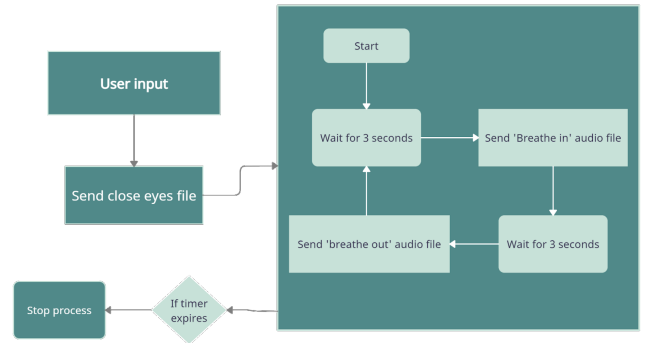 User input
Send close eyes file
Start
Wait for 3 seconds
Send 'Breathe in' audio file
Wait for 3 seconds
Send 'breathe out' audio file
If timer
expires
Stop process